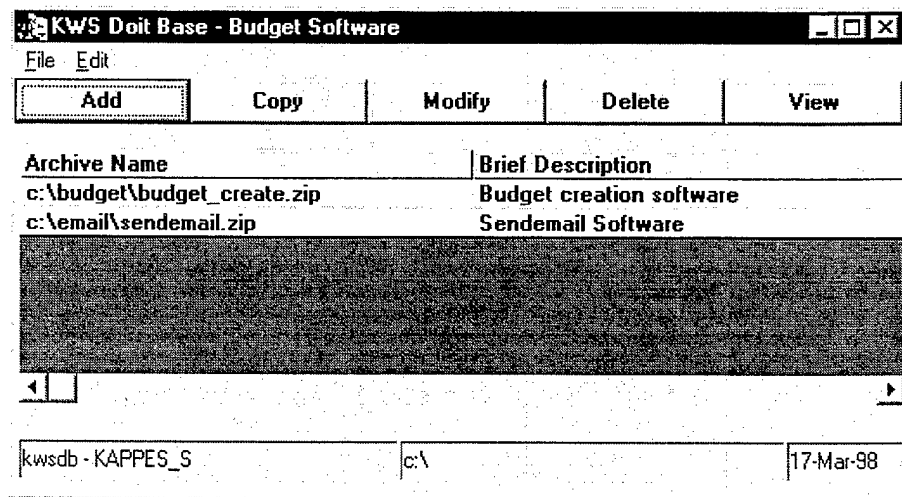 KWS Doit Base - Budget Software
File Edit
Add Copy Modify Delete View
Archive Name Brief Description
c:\budget\budget_create.zip Budget creation software
c:\email\sendemail.zip Sendemail Software
kwsdb - KAPPES_S c:\ 17-Mar-98